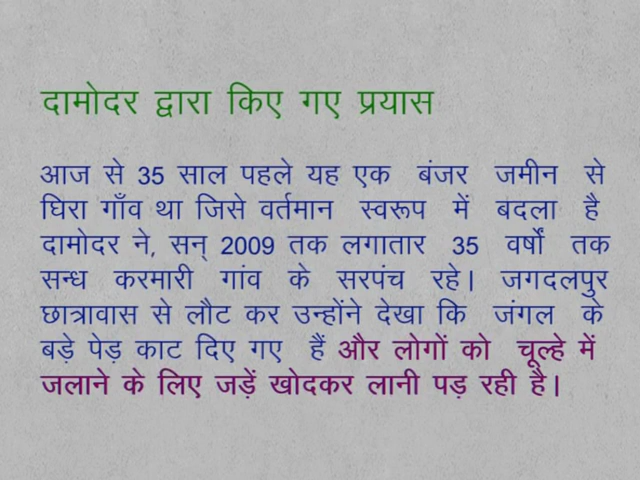 दामोदर द्वारा किए गए प्रयास
आज से 35 साल पहले यह एक बंजर जमीन से
घिरा गाँव था जिसे वर्तमान स्वरूप में बदला है
दामोदर ने, सन् 2009 तक लगातार 35 वर्षों तक
सन्ध करमारी गांव के सरपंच रहे। जगदलपुर
छात्रावास से लौट कर उन्होंने देखा कि जंगल के
बड़े पेड़ काट दिए गए हैं और लोगों को चूल्हे में
जलाने के लिए जड़ें खोदकर लानी पड़ रही है।